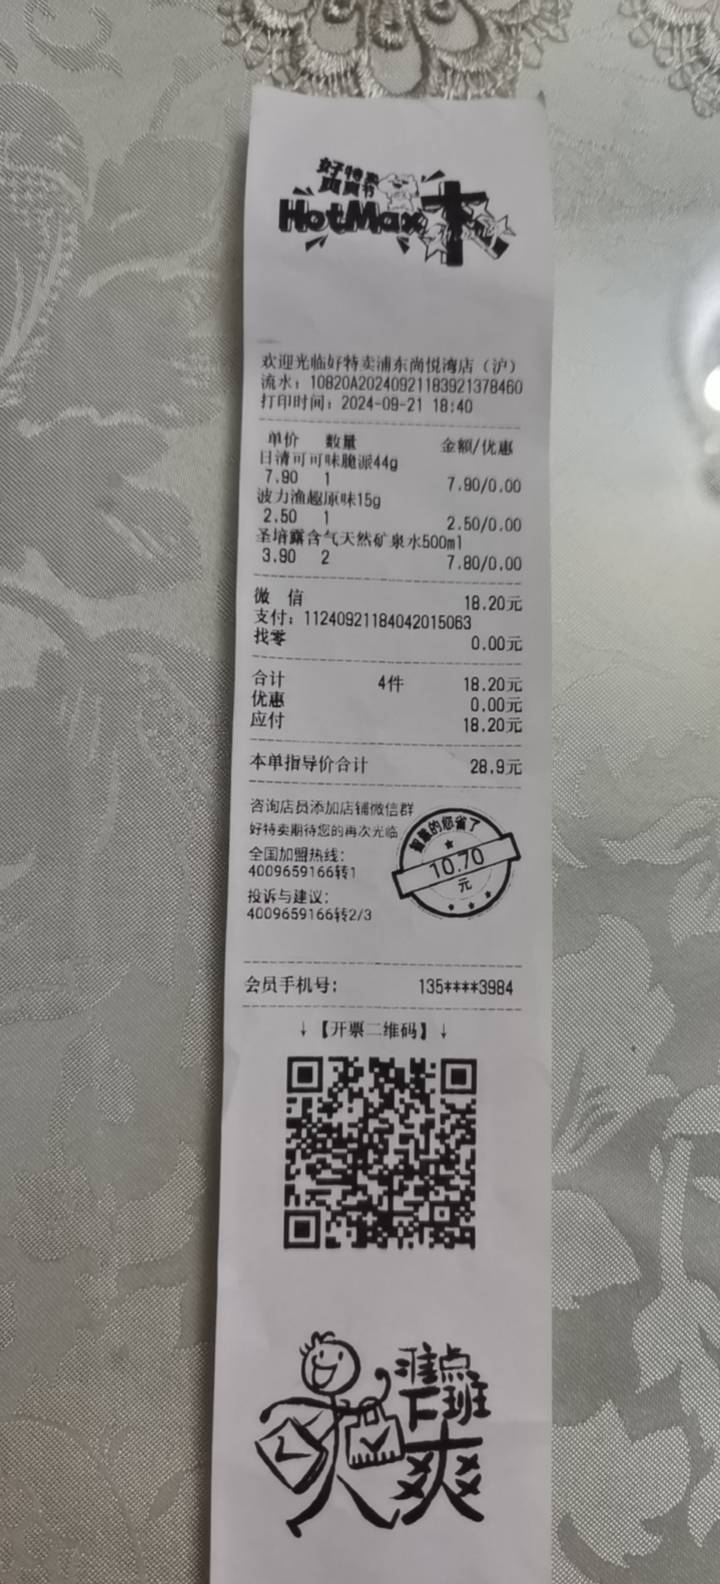 好特卖
爽爽节
HotMax
欢迎光临好特卖浦东尚悦湾店（沪）
流水：10820A20240921183921378460
打印时间：2024-09-21 18:40
单价 数量 金额/优惠
日清可可味脆派44g
7.90 1 7.90/0.00
波力渔趣原味15g
2.50 1 2.50/0.00
圣培露含气天然矿泉水500ml
3.90 2 7.80/0.00
微 信 18.20元
支付：11240921184042015063
找零 0.00元
合计 4件 18.20元
优惠 0.00元
应付 18.20元
本单指导价合计 28.9元
咨询店员添加店铺微信群
好特卖期待您的再次光临
全国加盟热线：
4009659166转1
投诉与建议：
4009659166转2/3
智慧的您省了
10.70
元
会员手机号： 135****3984
↓【开票二维码】↓
准点
下班
爽